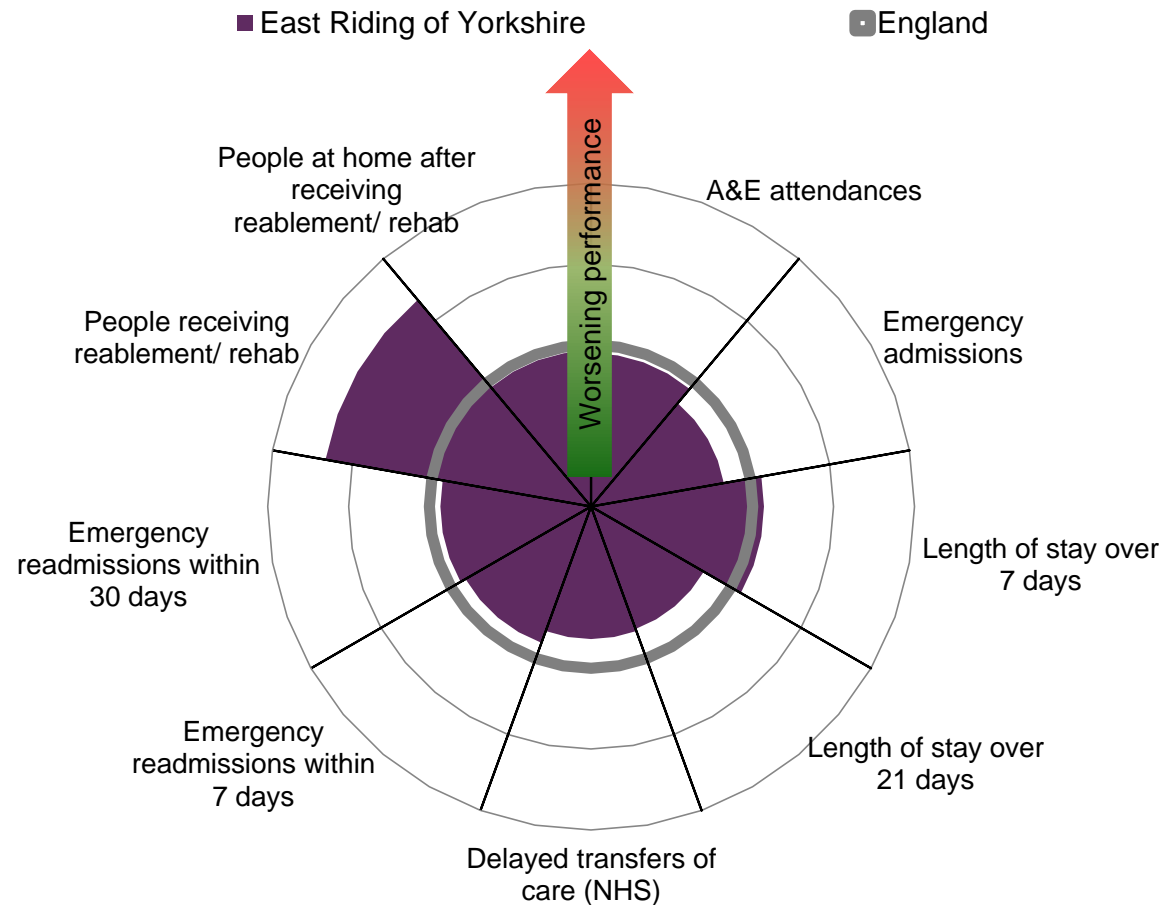 East Riding of Yorkshire
England
Worsening performance
People at home after
receiving
reablement/ rehab
A&E attendances
People receiving
reablement/ rehab
Emergency
admissions
Emergency
readmissions within
30 days
Length of stay over
7 days
Emergency
readmissions within
7 days
Length of stay over
21 days
Delayed transfers of
care (NHS)